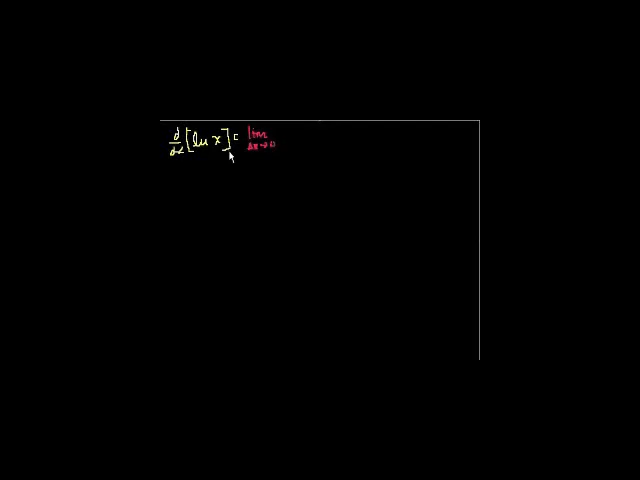 d/dx [ln x] = lim Δx→0